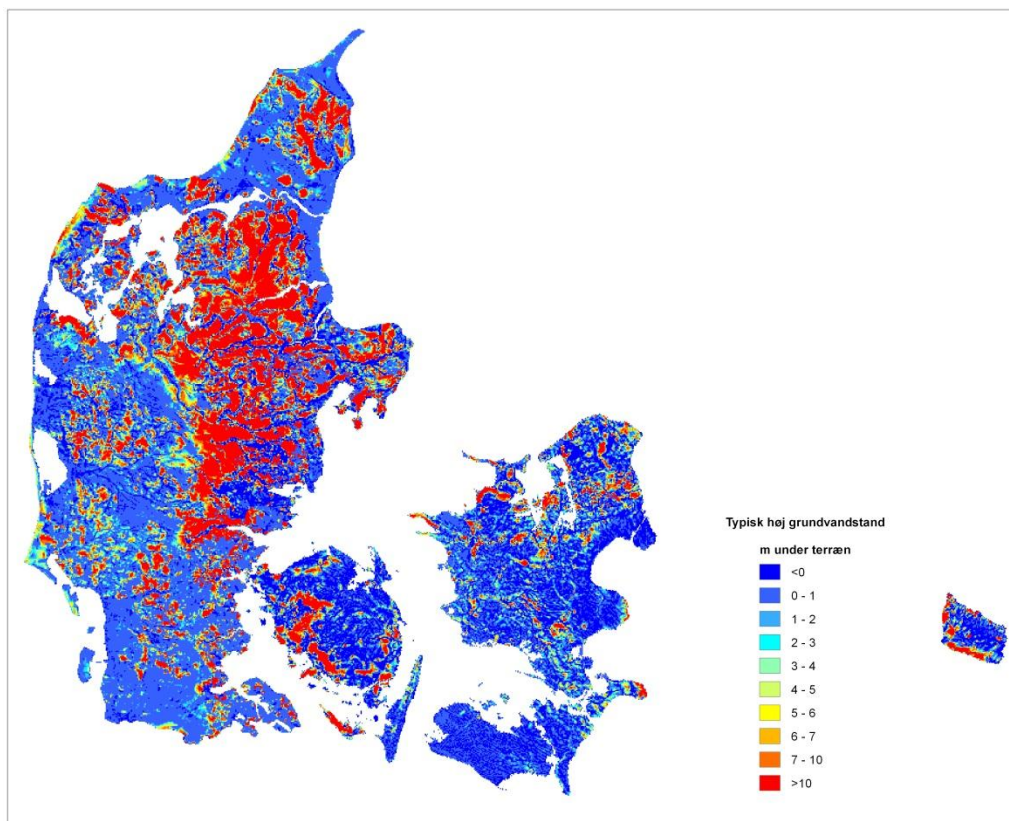 Typisk høj grundvandstand
m under terræn
<0
0 - 1
1 - 2
2 - 3
3 - 4
4 - 5
5 - 6
6 - 7
7 - 10
>10